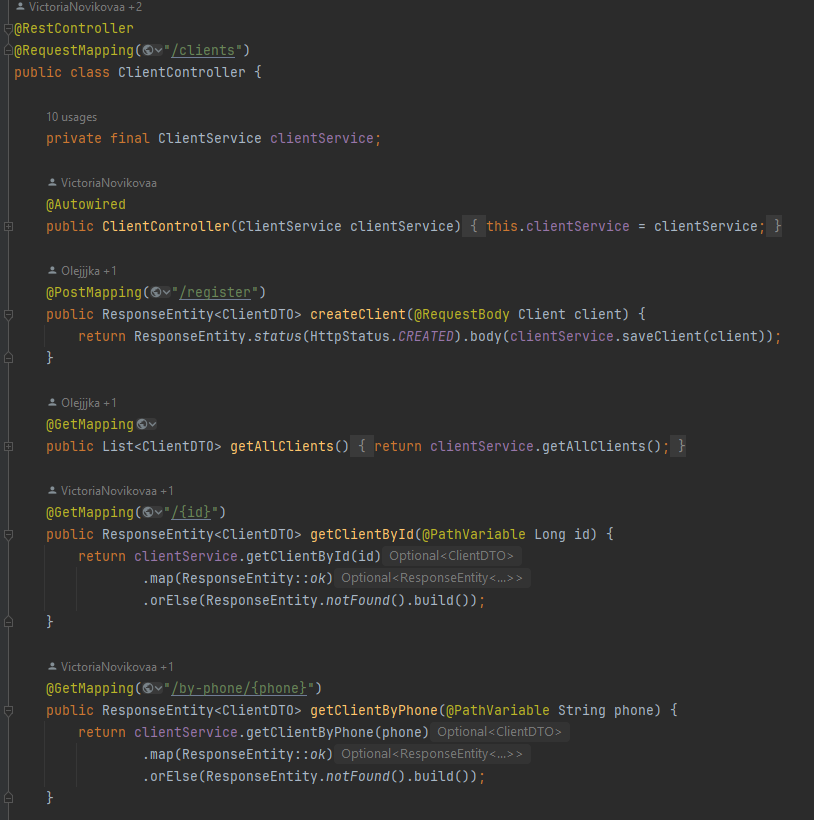 VictoriaNovikovaa +2
@RestController
@RequestMapping("/clients")
public class ClientController {
10 usages
private final ClientService clientService;
VictoriaNovikovaa
@Autowired
public ClientController(ClientService clientService) { this.clientService = clientService; }
Olejjjka +1
@PostMapping("/register")
public ResponseEntity<ClientDTO> createClient(@RequestBody Client client) {
return ResponseEntity.status(HttpStatus.CREATED).body(clientService.saveClient(client));
}
Olejjjka +1
@GetMapping
public List<ClientDTO> getAllClients() { return clientService.getAllClients(); }
VictoriaNovikovaa +1
@GetMapping("/{id}")
public ResponseEntity<ClientDTO> getClientById(@PathVariable Long id) {
return clientService.getClientById(id) Optional<ClientDTO>
.map(ResponseEntity::ok) Optional<ResponseEntity<...>>
.orElse(ResponseEntity.notFound().build());
}
VictoriaNovikovaa +1
@GetMapping("/by-phone/{phone}")
public ResponseEntity<ClientDTO> getClientByPhone(@PathVariable String phone) {
return clientService.getClientByPhone(phone) Optional<ClientDTO>
.map(ResponseEntity::ok) Optional<ResponseEntity<...>>
.orElse(ResponseEntity.notFound().build());
}